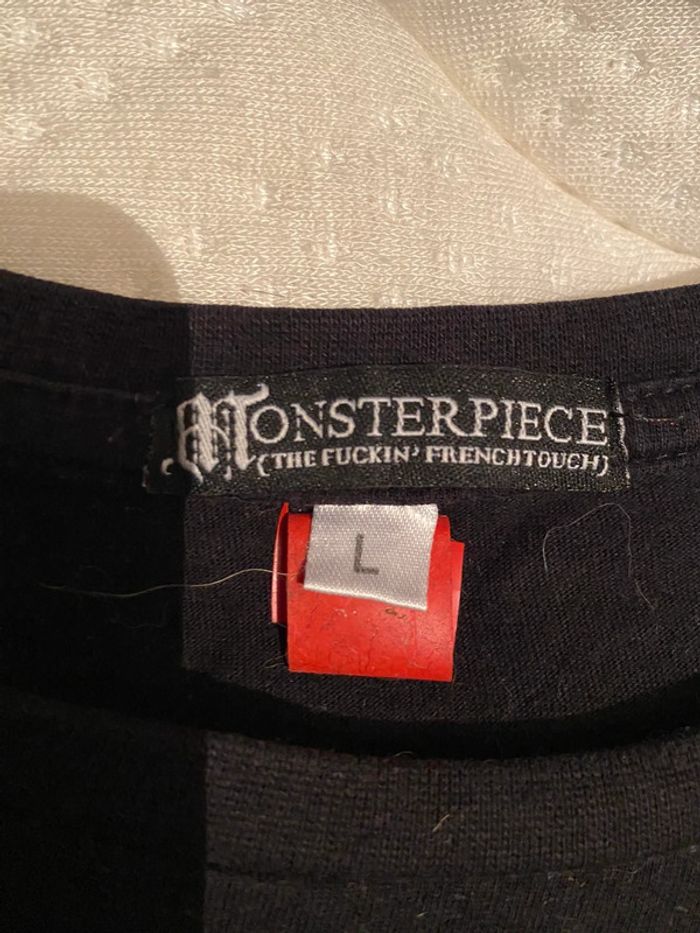 MONSTERPIECE
(THE FUCKIN' FRENCHTOUCH)
L